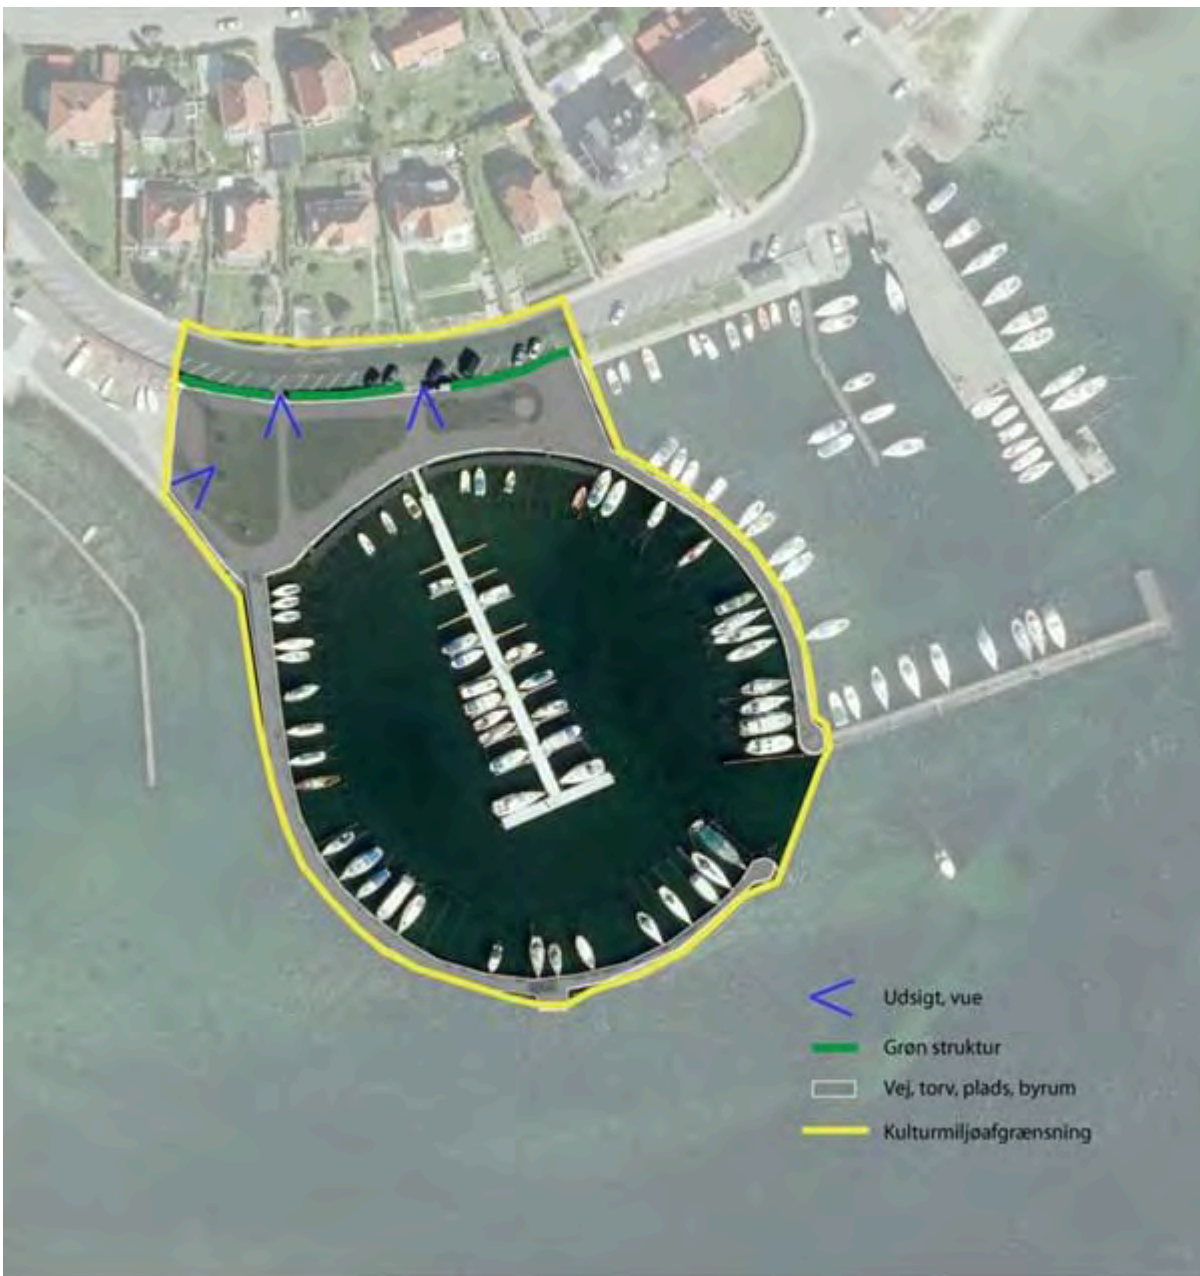 Udsigt, vue
Grøn struktur
Vej, torv, plads, byrum
Kulturmiljøafgrænsning